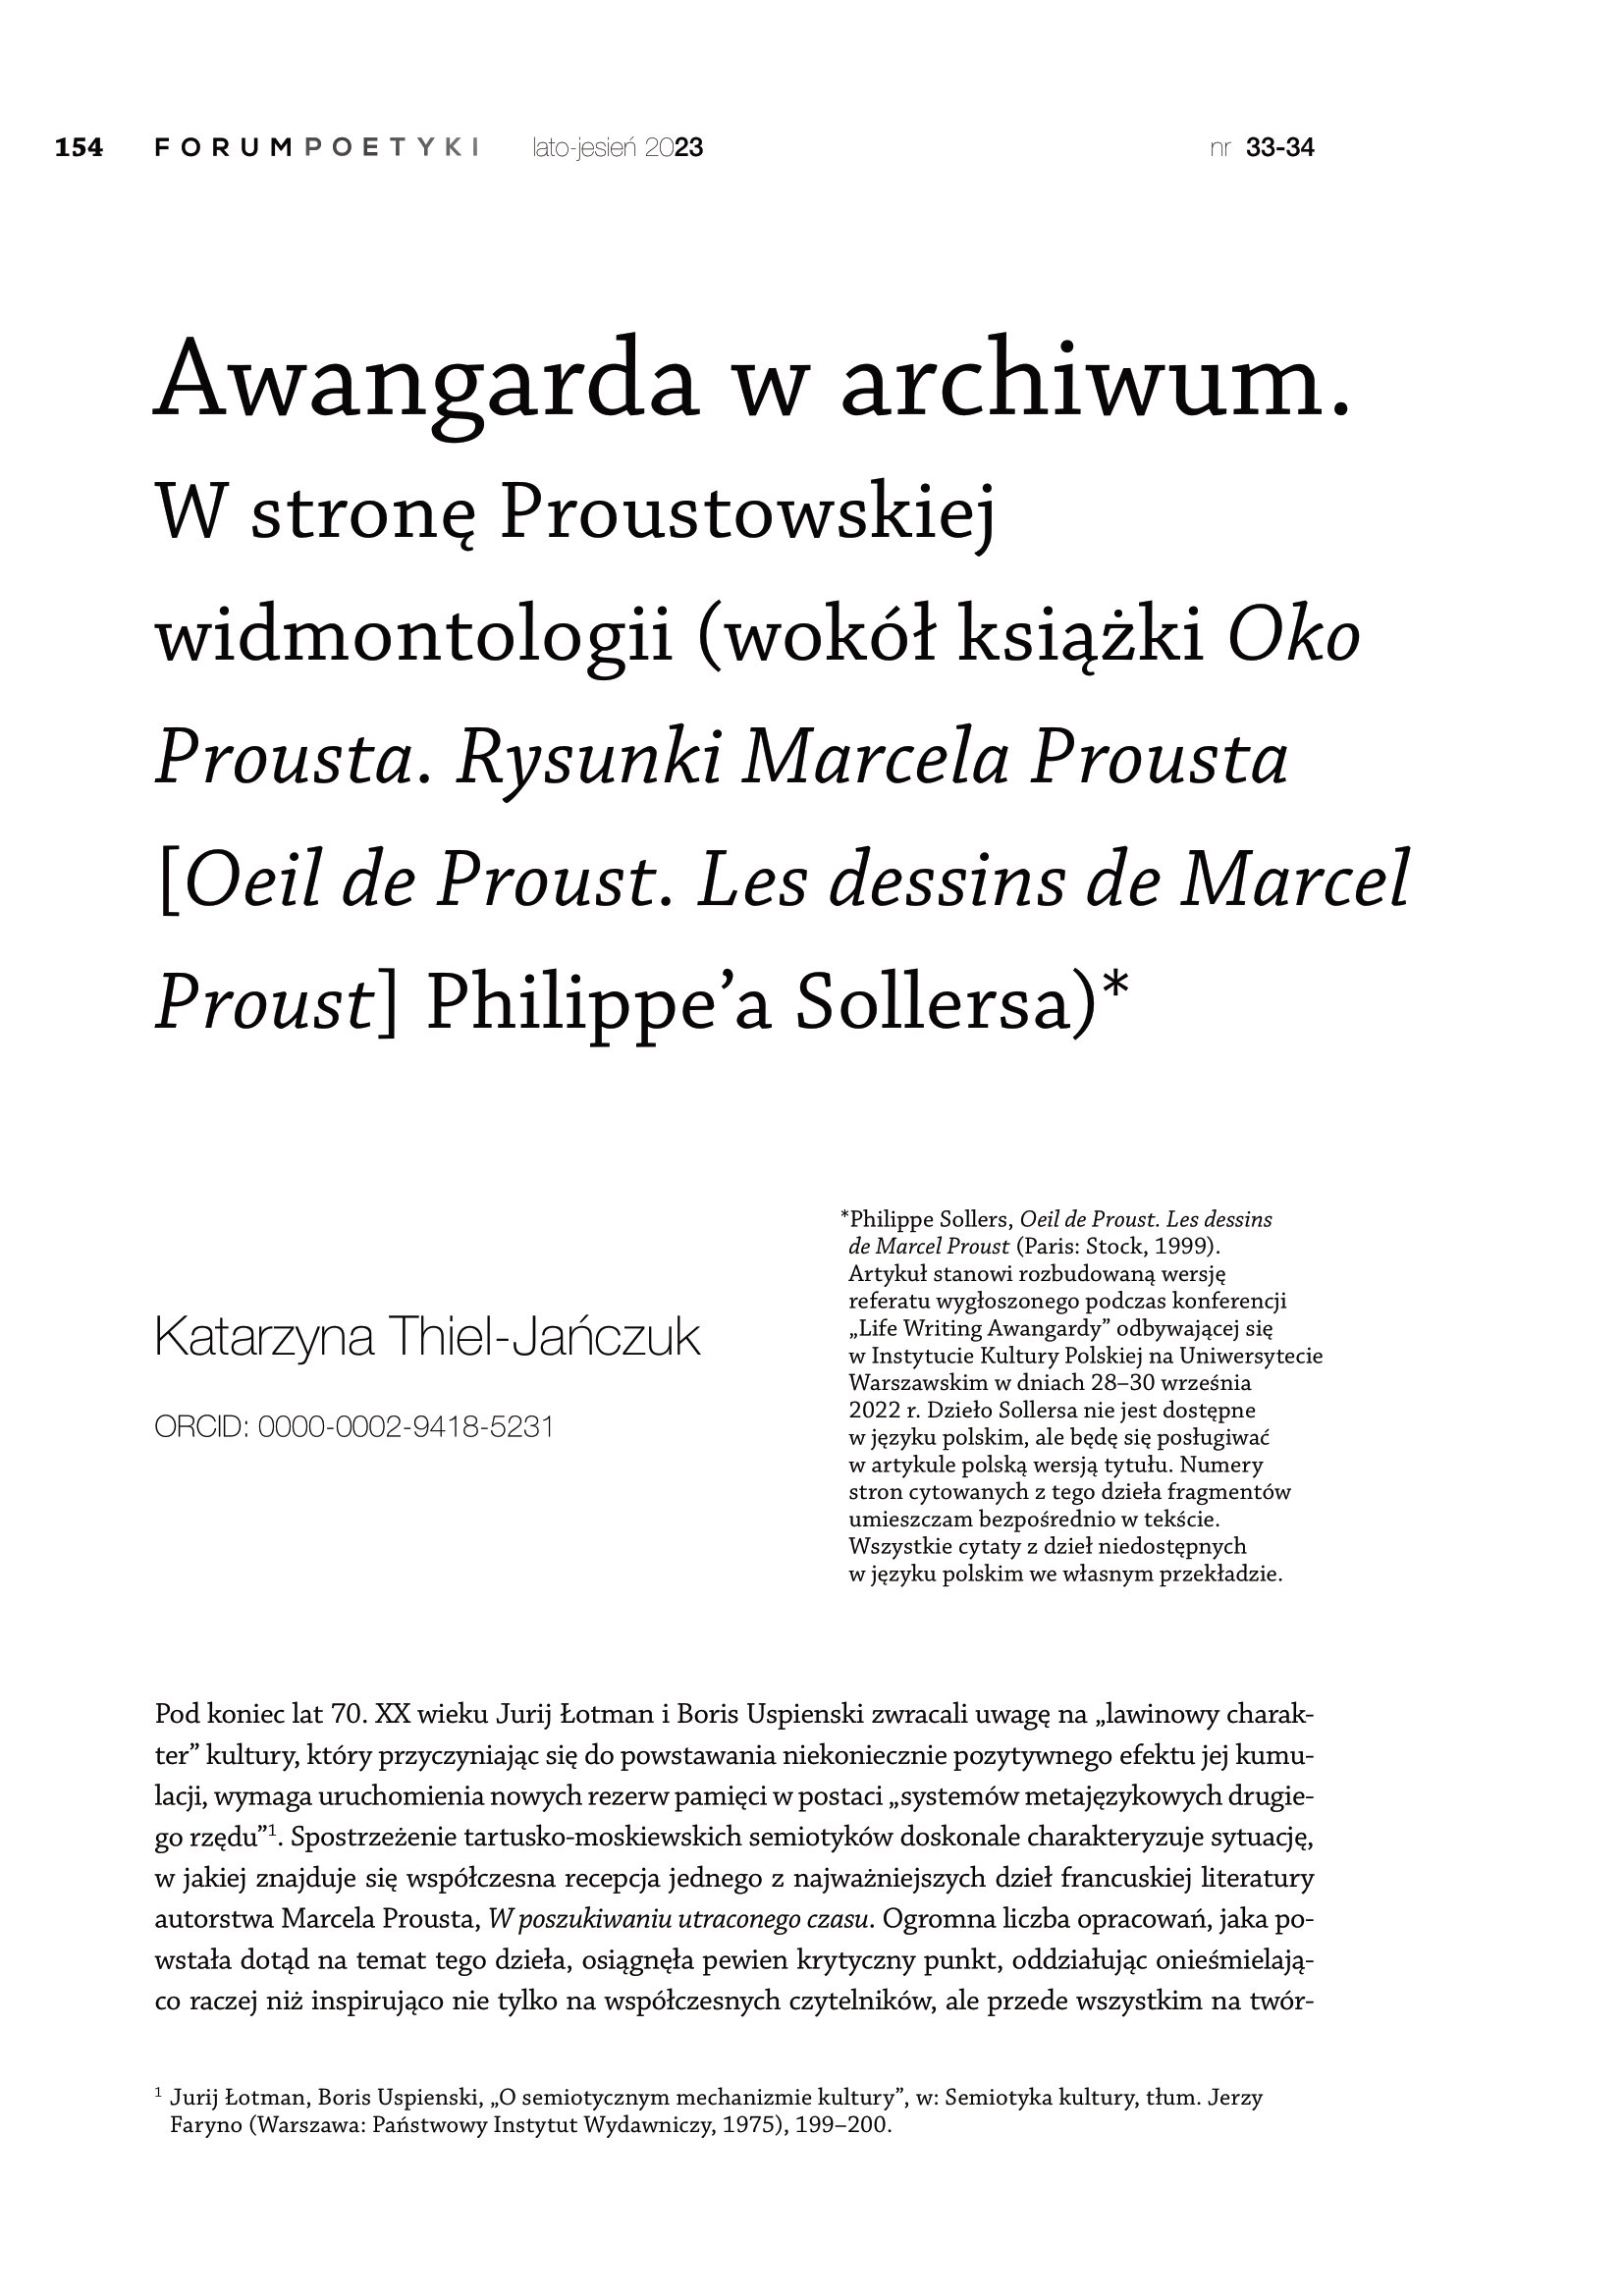 154 FORUMPOETYKI lato-jesień 2023 nr 33-34
Awangarda w archiwum.
W stronę Proustowskiej
widmontologii (wokół książki Oko
Prousta. Rysunki Marcela Prousta
[Oeil de Proust. Les dessins de Marcel
Proust] Philippe’a Sollersa)*
Katarzyna Thiel-Jańczuk
ORCID: 0000-0002-9418-5231
*Philippe Sollers, Oeil de Proust. Les dessins
de Marcel Proust (Paris: Stock, 1999).
Artykuł stanowi rozbudowaną wersję
referatu wygłoszonego podczas konferencji
„Life Writing Awangardy” odbywającej się
w Instytucie Kultury Polskiej na Uniwersytecie
Warszawskim w dniach 28–30 września
2022 r. Dzieło Sollersa nie jest dostępne
w języku polskim, ale będę się posługiwać
w artykule polską wersją tytułu. Numery
stron cytowanych z tego dzieła fragmentów
umieszczam bezpośrednio w tekście.
Wszystkie cytaty z dzieł niedostępnych
w języku polskim we własnym przekładzie.
Pod koniec lat 70. XX wieku Jurij Łotman i Boris Uspienski zwracali uwagę na „lawinowy charak-
ter” kultury, który przyczyniając się do powstawania niekoniecznie pozytywnego efektu jej kumu-
lacji, wymaga uruchomienia nowych rezerw pamięci w postaci „systemów metajęzykowych drugie-
go rzędu”1. Spostrzeżenie tartusko-moskiewskich semiotyków doskonale charakteryzuje sytuację,
w jakiej znajduje się współczesna recepcja jednego z najważniejszych dzieł francuskiej literatury
autorstwa Marcela Prousta, W poszukiwaniu utraconego czasu. Ogromna liczba opracowań, jaka po-
wstała dotąd na temat tego dzieła, osiągnęła pewien krytyczny punkt, oddziałując onieśmielają-
co raczej niż inspirująco nie tylko na współczesnych czytelników, ale przede wszystkim na twór-
1 Jurij Łotman, Boris Uspienski, „O semiotycznym mechanizmie kultury”, w: Semiotyka kultury, tłum. Jerzy
Faryno (Warszawa: Państwowy Instytut Wydawniczy, 1975), 199–200.